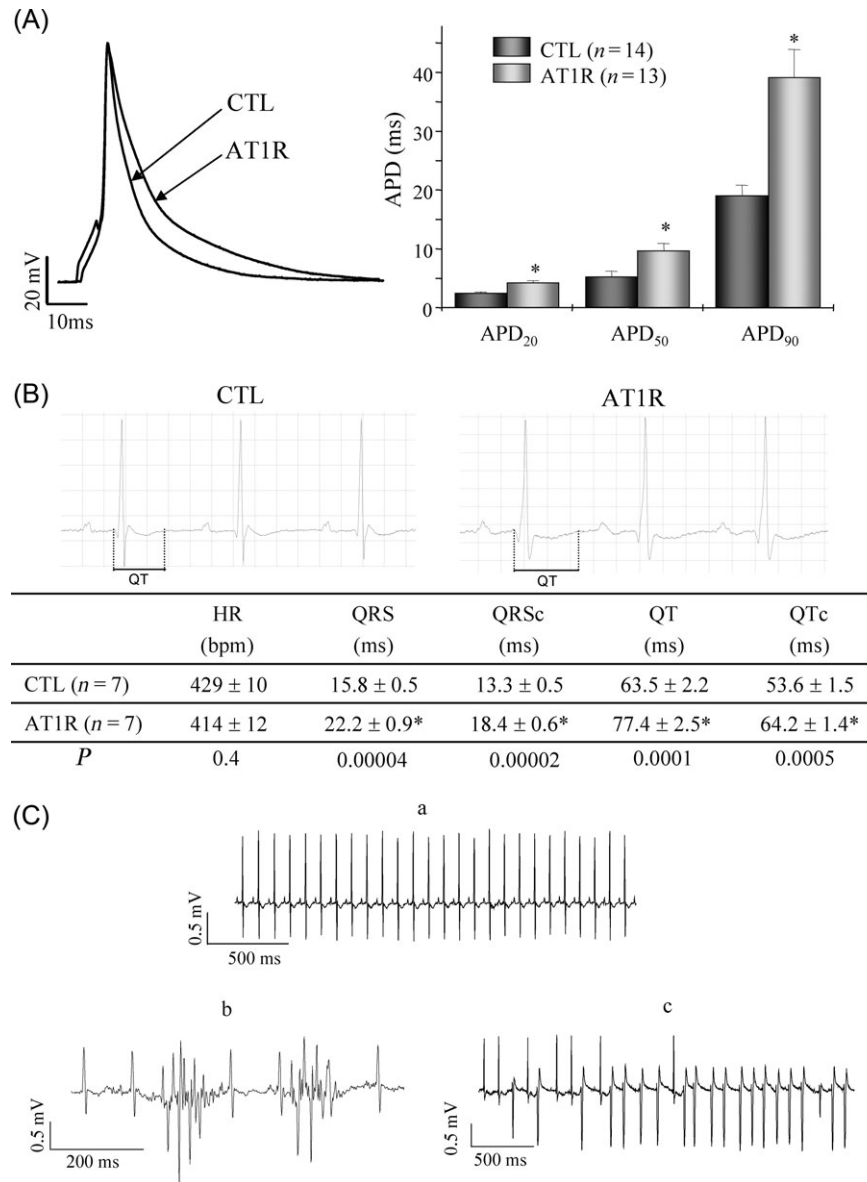 (A)
CTL
AT1R
20 mV
10ms
CTL (n = 14)
AT1R (n = 13)
APD (ms)
40
30
20
10
0
*
*
*
APD₂₀
APD₅₀
APD₉₀
(B)
CTL
AT1R
QT
QT
HR QRS QRSc QT QTc
(bpm) (ms) (ms) (ms) (ms)
CTL (n = 7) 429 ± 10 15.8 ± 0.5 13.3 ± 0.5 63.5 ± 2.2 53.6 ± 1.5
AT1R (n = 7) 414 ± 12 22.2 ± 0.9* 18.4 ± 0.6* 77.4 ± 2.5* 64.2 ± 1.4*
P 0.4 0.00004 0.00002 0.0001 0.0005
(C)
a
0.5 mV
500 ms
b
0.5 mV
200 ms
c
0.5 mV
500 ms